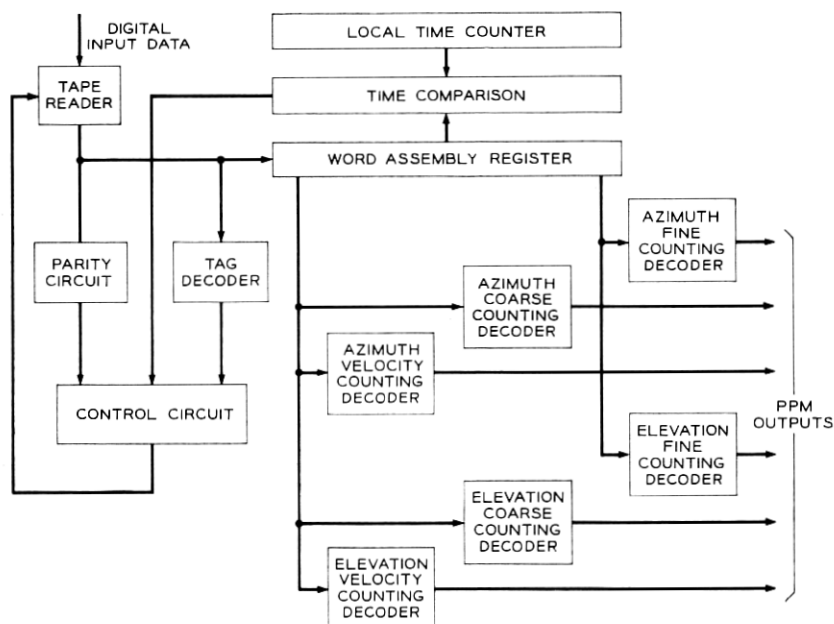 DIGITAL
INPUT DATA
LOCAL TIME COUNTER
TAPE
READER
TIME COMPARISON
WORD ASSEMBLY REGISTER
PARITY
CIRCUIT
TAG
DECODER
AZIMUTH
FINE
COUNTING
DECODER
AZIMUTH
COARSE
COUNTING
DECODER
AZIMUTH
VELOCITY
COUNTING
DECODER
CONTROL CIRCUIT
PPM
OUTPUTS
ELEVATION
FINE
COUNTING
DECODER
ELEVATION
COARSE
COUNTING
DECODER
ELEVATION
VELOCITY
COUNTING
DECODER